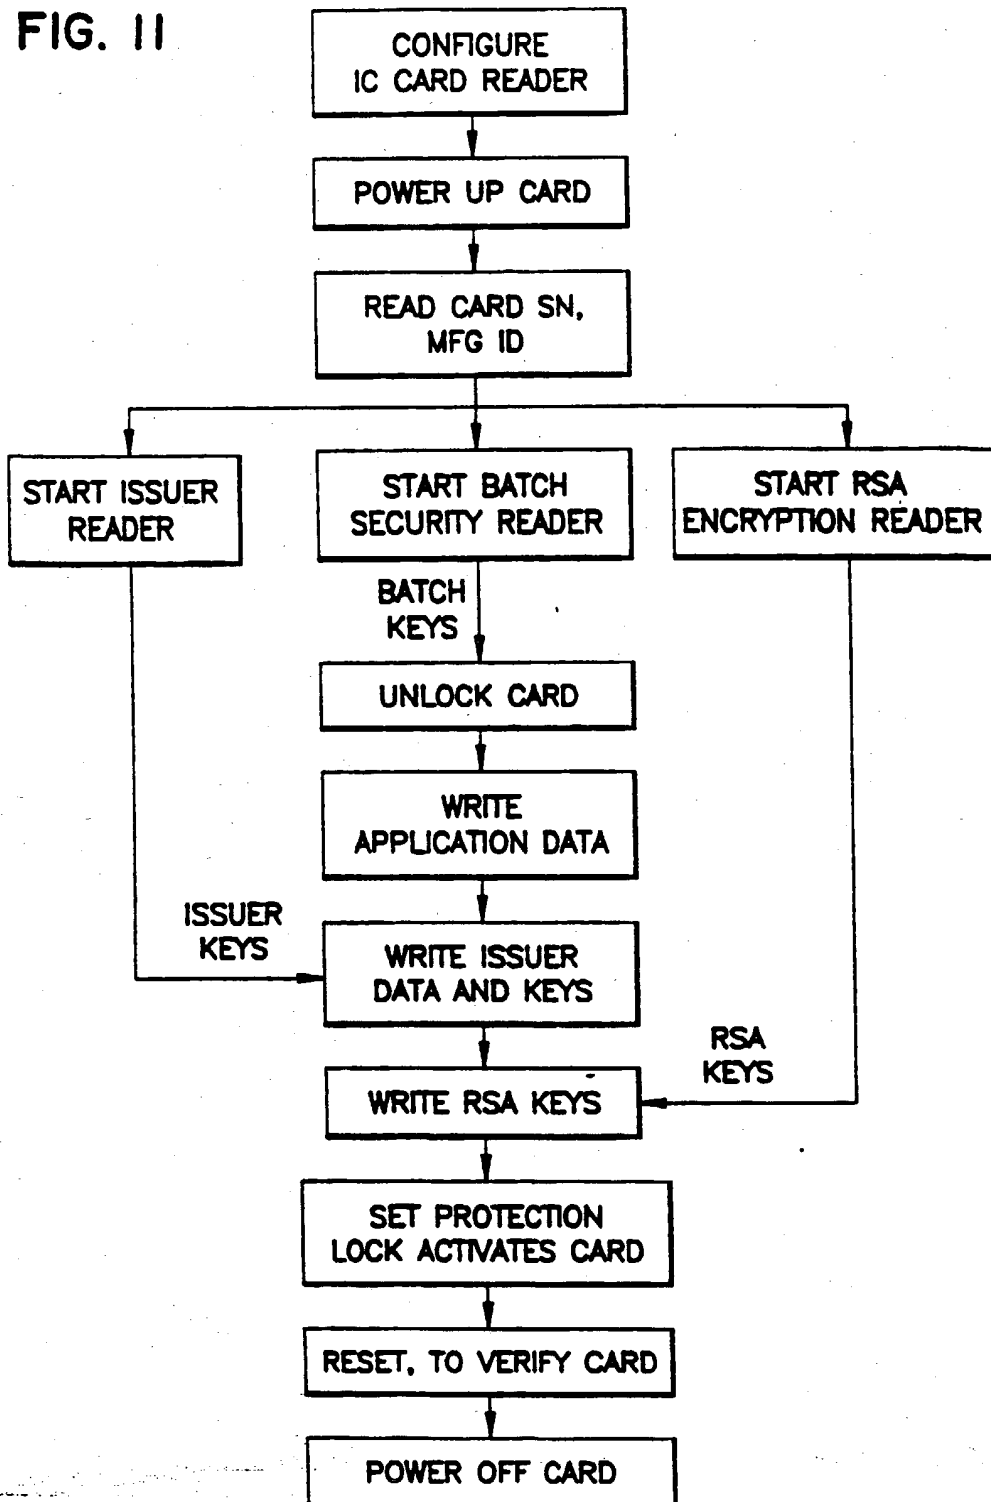 FIG. 11
CONFIGURE
IC CARD READER
POWER UP CARD
READ CARD SN,
MFG ID
START ISSUER
READER
START BATCH
SECURITY READER
START RSA
ENCRYPTION READER
BATCH
KEYS
UNLOCK CARD
WRITE
APPLICATION DATA
ISSUER
KEYS
WRITE ISSUER
DATA AND KEYS
RSA
KEYS
WRITE RSA KEYS
SET PROTECTION
LOCK ACTIVATES CARD
RESET, TO VERIFY CARD
POWER OFF CARD